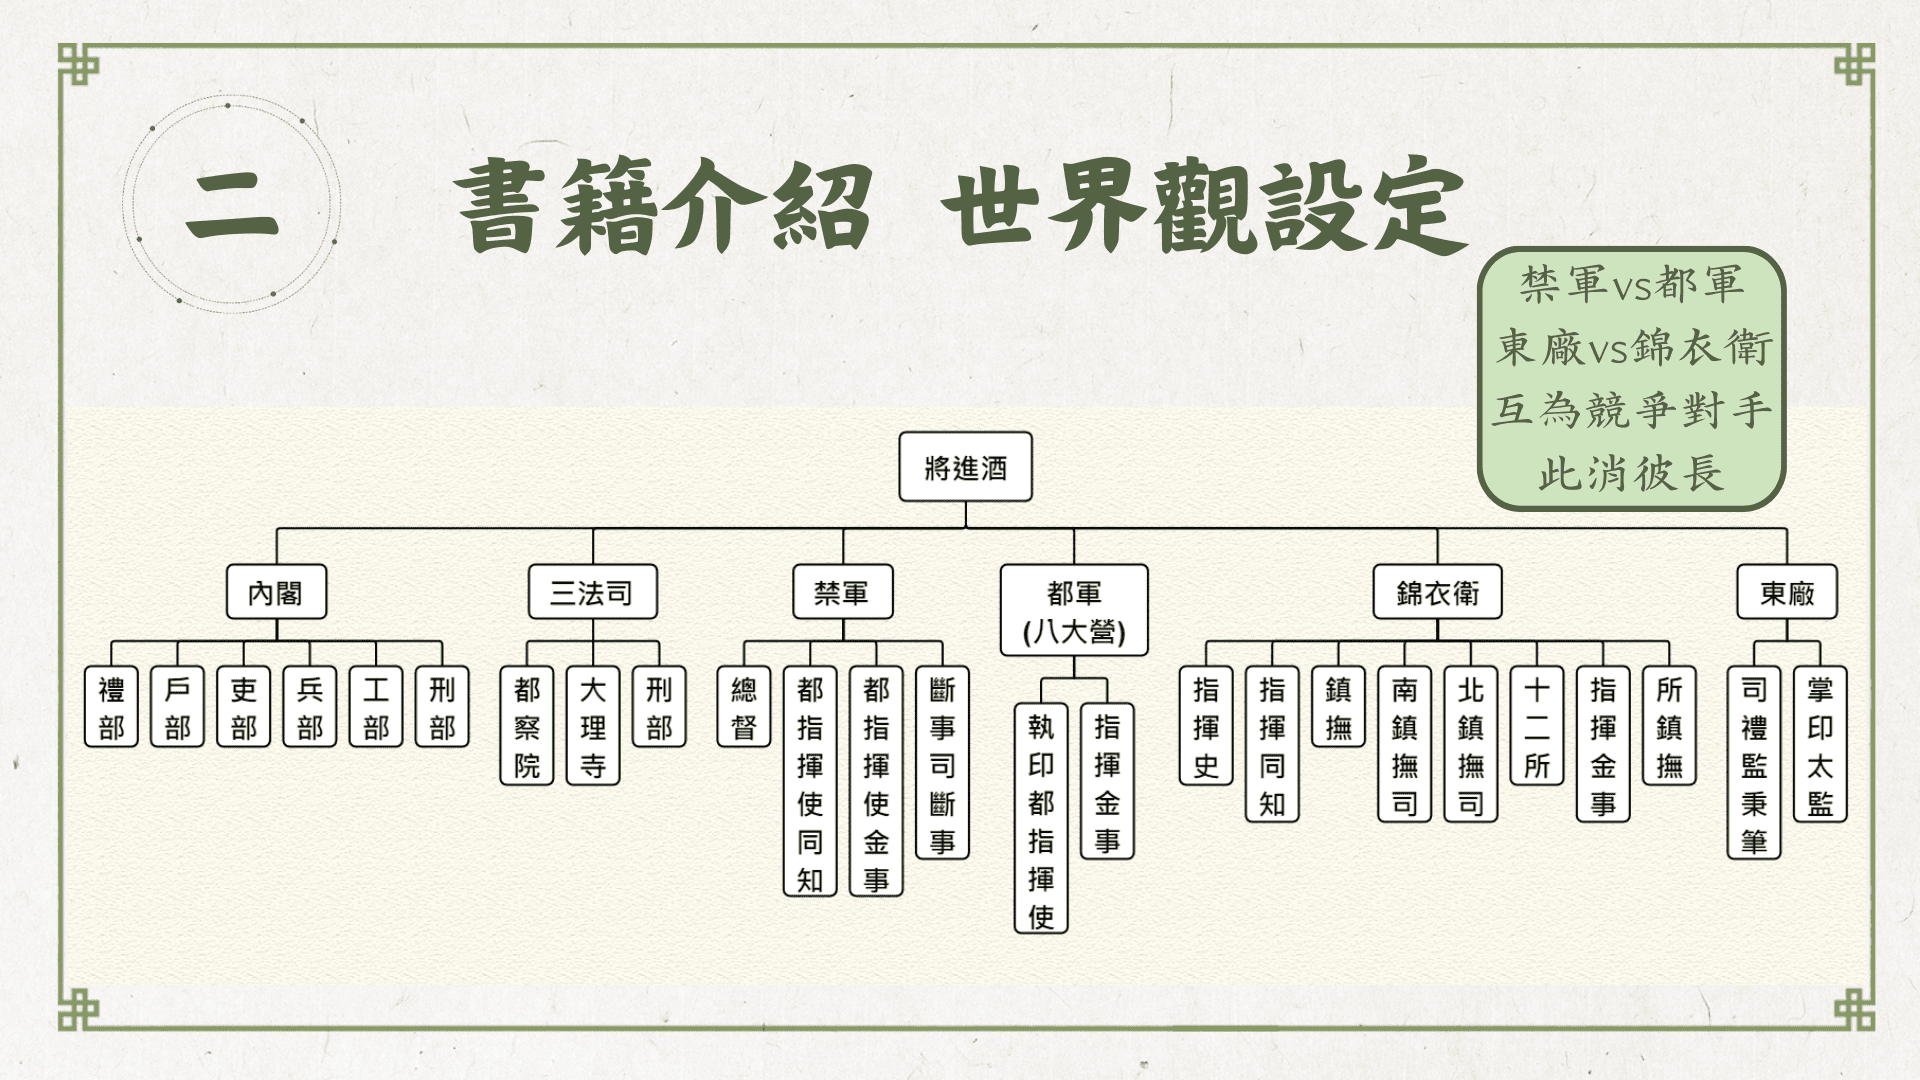 二
書籍介紹 世界觀設定
禁軍vs都軍
東廠vs錦衣衛
互為競爭對手
此消彼長
將進酒
內閣
三法司
禁軍
都軍
(八大營)
錦衣衛
東廠
禮部
戶部
吏部
兵部
工部
刑部
都察院
大理寺
刑部
總督
都指揮使同知
都指揮使金事
斷事司斷事
執印都指揮使
指揮金事
指揮史
指揮同知
鎮撫
南鎮撫司
北鎮撫司
十二所
指揮金事
所鎮撫
司禮監秉筆
掌印太監